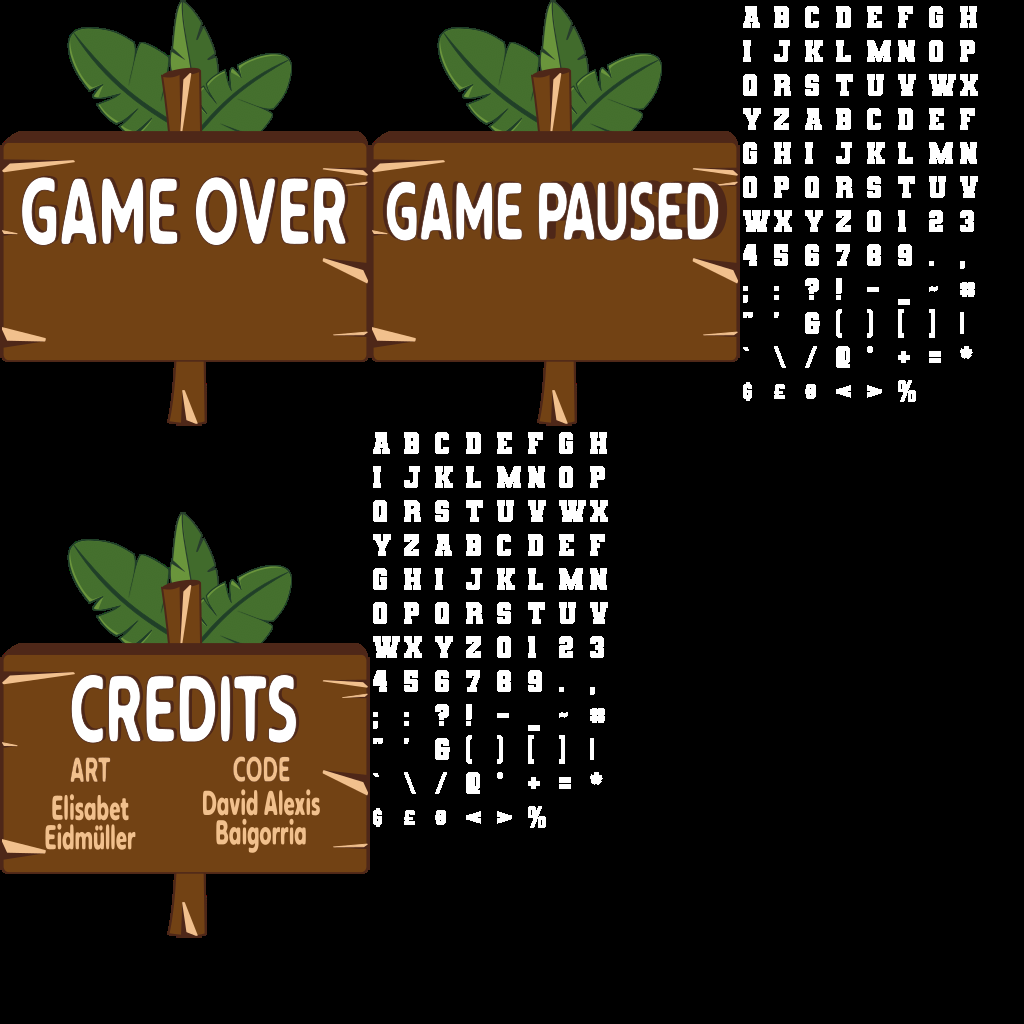 GAME OVER
GAME PAUSED
A B C D E F G H
I J K L M N O P
Q R S T U V W X
Y Z A B C D E F
G H I J K L M N
O P Q R S T U V
W X Y Z 0 1 2 3
4 5 6 7 8 9 . ,
; : ? ! - _ ~ #
" ' & ( ) [ ] |
` \ / @ ° + = *
$ £ € < > %
CREDITS
ART
Elisabet
Eidmüller
CODE
David Alexis
Baigorria
A B C D E F G H
I J K L M N O P
Q R S T U V W X
Y Z A B C D E F
G H I J K L M N
O P Q R S T U V
W X Y Z 0 1 2 3
4 5 6 7 8 9 . ,
; : ? ! - _ ~ #
" ' & ( ) [ ] |
` \ / @ ° + = *
$ £ € < > %